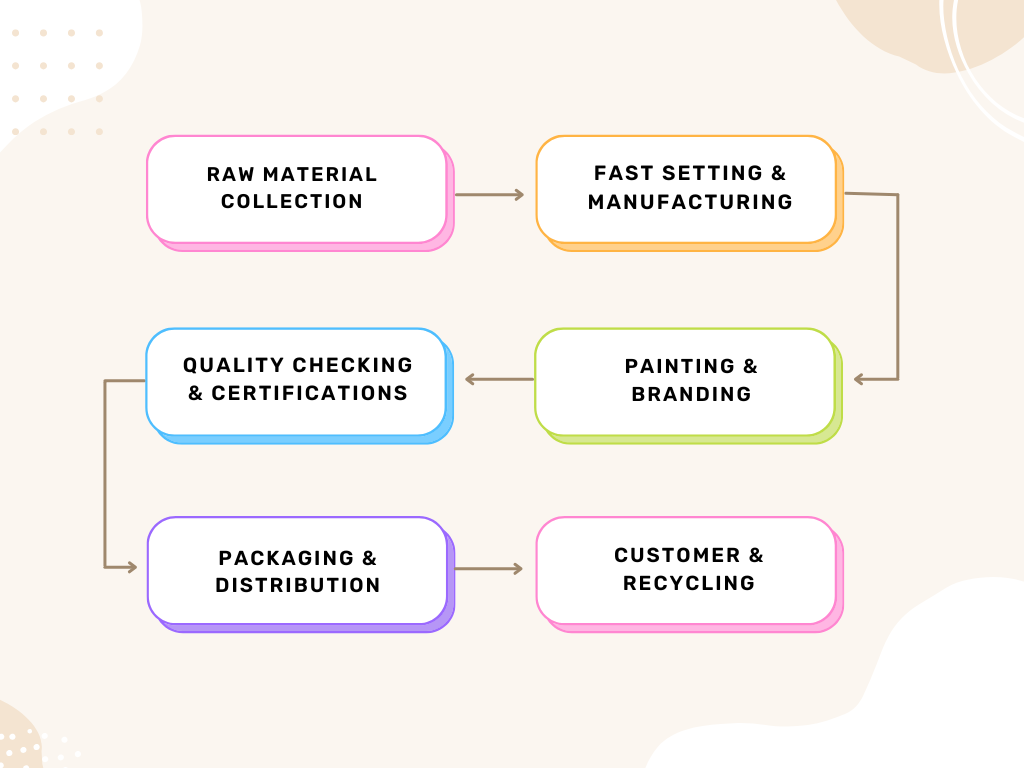 RAW MATERIAL
COLLECTION
FAST SETTING &
MANUFACTURING
PAINTING &
BRANDING
QUALITY CHECKING
& CERTIFICATIONS
PACKAGING &
DISTRIBUTION
CUSTOMER &
RECYCLING